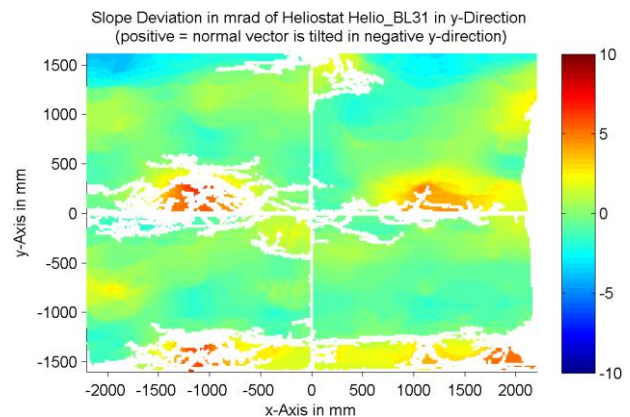 Slope Deviation in mrad of Heliostat Helio_BL31 in y-Direction
(positive = normal vector is tilted in negative y-direction)
1500
1000
500
0
-500
-1000
-1500
y-Axis in mm
-2000 -1500 -1000 -500 0 500 1000 1500 2000
x-Axis in mm
10
5
0
-5
-10